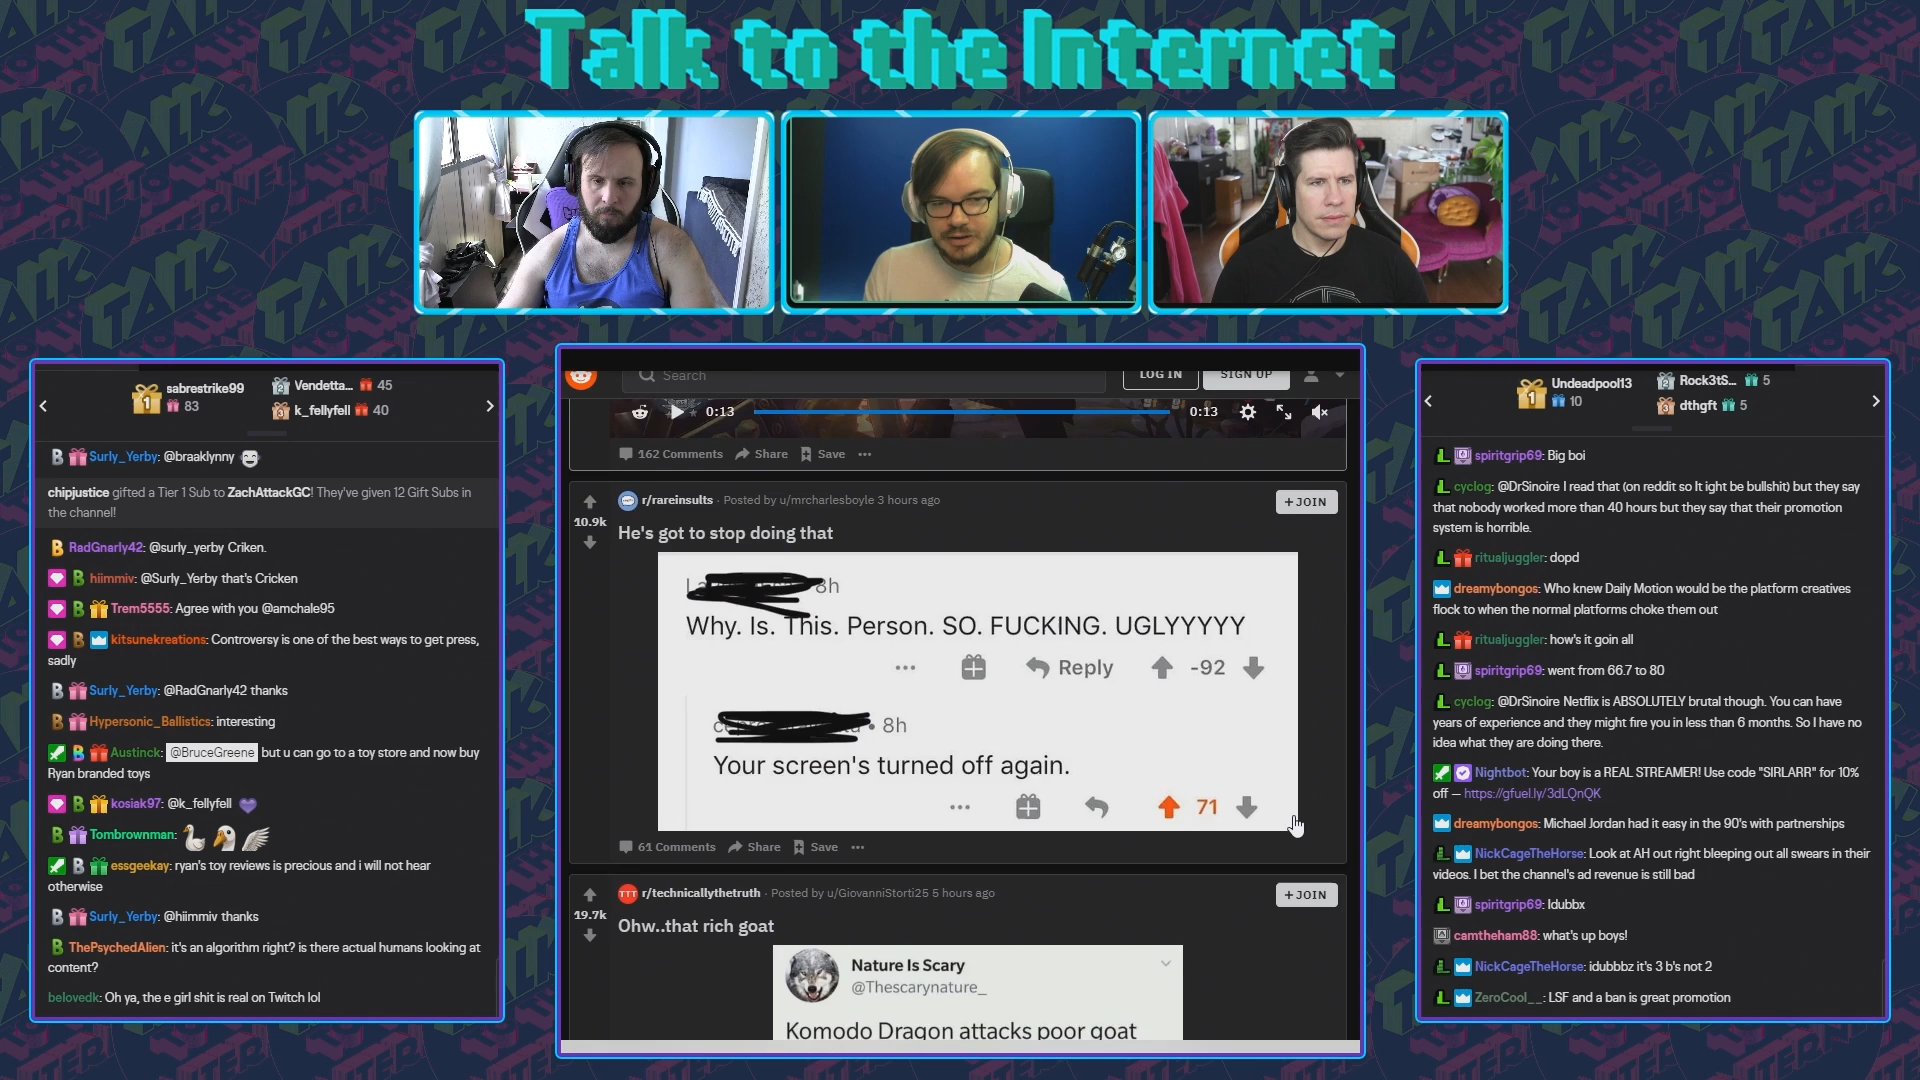 Talk to the Internet
sabrestrike99
83
Vendetta... 45
k_fellyfell 40
Surly_Yerby: @braaklynny
chipjustice gifted a Tier 1 Sub to ZachAttackGC! They've given 12 Gift Subs in
the channel!
RadGnarly42: @surly_yerby Criken.
hiimmiv: @Surly_Yerby that's Cricken
Trem5555: Agree with you @amchale95
kitsunekreations: Controversy is one of the best ways to get press,
sadly
Surly_Yerby: @RadGnarly42 thanks
Hypersonic_Ballistics: interesting
Austinck: @BruceGreene but u can go to a toy store and now buy
Ryan branded toys
kosiak97: @k_fellyfell
Tombrownman:
essgeekay: ryan's toy reviews is precious and i will not hear
otherwise
Surly_Yerby: @hiimmiv thanks
ThePsychedAlien: it's an algorithm right? is there actual humans looking at
content?
belovedk: Oh ya, the e girl shit is real on Twitch lol
Search
LOG IN
SIGN UP
0:13
0:13
162 Comments Share Save
r/rareinsults · Posted by u/mrcharlesboyle 3 hours ago
+ JOIN
10.9k
He's got to stop doing that
8h
Why. Is. This. Person. SO. FUCKING. UGLYYYYY
Reply -92
• 8h
Your screen's turned off again.
71
61 Comments Share Save
r/technicallythetruth · Posted by u/GiovanniStorti25 5 hours ago
+ JOIN
19.7k
Ohw..that rich goat
Nature Is Scary
@Thescarynature_
Komodo Dragon attacks poor goat
Undeadpool13
10
Rock3tS... 5
dthgft 5
spiritgrip69: Big boi
cyclog: @DrSinoire I read that (on reddit so It ight be bullshit) but they say
that nobody worked more than 40 hours but they say that their promotion
system is horrible.
ritualjuggler: dopd
dreamybongos: Who knew Daily Motion would be the platform creatives
flock to when the normal platforms choke them out
ritualjuggler: how's it goin all
spiritgrip69: went from 66.7 to 80
cyclog: @DrSinoire Netflix is ABSOLUTELY brutal though. You can have
years of experience and they might fire you in less than 6 months. So I have no
idea what they are doing there.
Nightbot: Your boy is a REAL STREAMER! Use code "SIRLARR" for 10%
off — https://gfuel.ly/3dLQnQK
dreamybongos: Michael Jordan had it easy in the 90's with partnerships
NickCageTheHorse: Look at AH out right bleeping out all swears in their
videos. I bet the channel's ad revenue is still bad
spiritgrip69: Idubbx
camtheham88: what's up boys!
NickCageTheHorse: idubbbz it's 3 b's not 2
ZeroCool__: LSF and a ban is great promotion